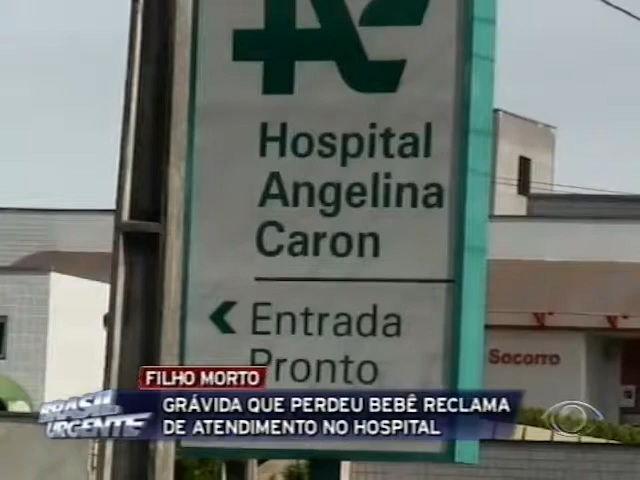 Hospital
Angelina
Caron
Entrada
Pronto
Socorro
FILHO MORTO
BRASIL
URGENTE
GRÁVIDA QUE PERDEU BEBÊ RECLAMA
DE ATENDIMENTO NO HOSPITAL